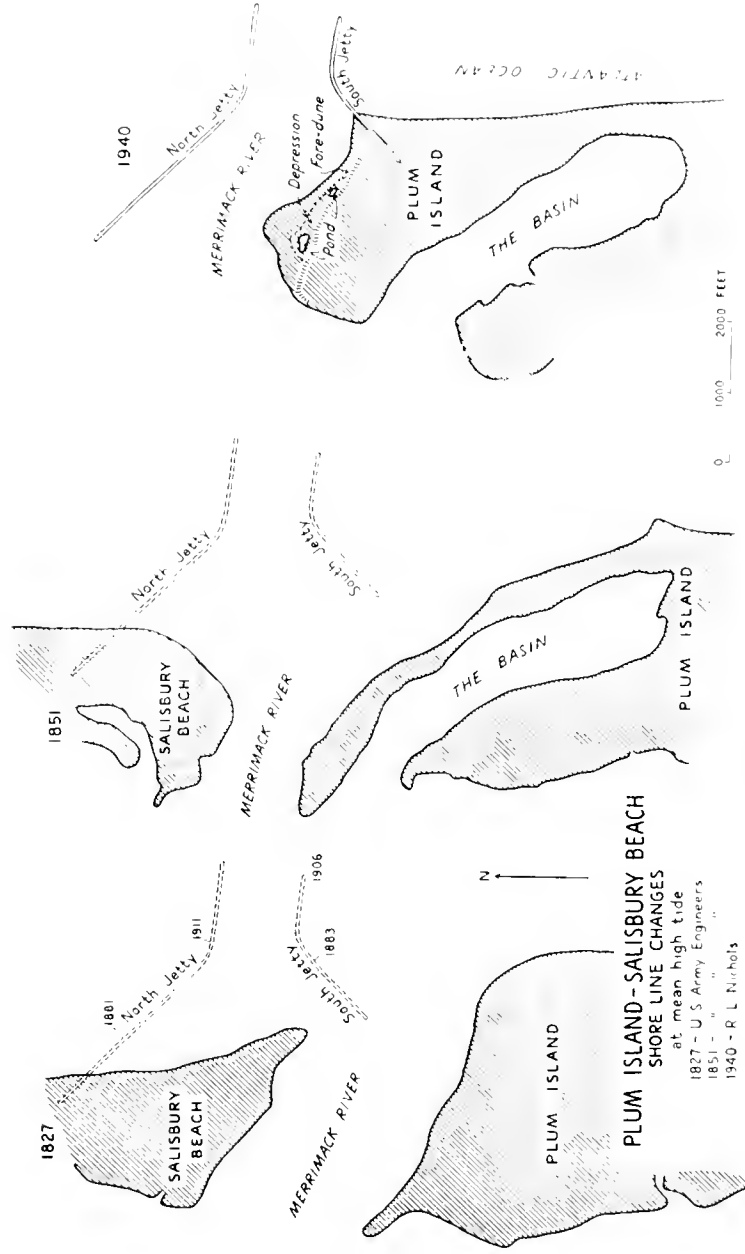 1827
SALISBURY
BEACH
1881
North Jetty
1911
MERRIMACK RIVER
South Jetty
1883
1906
PLUM ISLAND
N
PLUM ISLAND-SALISBURY BEACH
SHORE LINE CHANGES
at mean high tide
1827 - U S Army Engineers
1851 - " " "
1940 - R L Nichols
1851
SALISBURY
BEACH
North Jetty
MERRIMACK RIVER
South Jetty
THE BASIN
PLUM ISLAND
1940
North Jetty
MERRIMACK RIVER
South Jetty
Depression
Fore-dune
Pond
PLUM
ISLAND
THE BASIN
ATLANTIC OCEAN
0 1000 2000 FEET